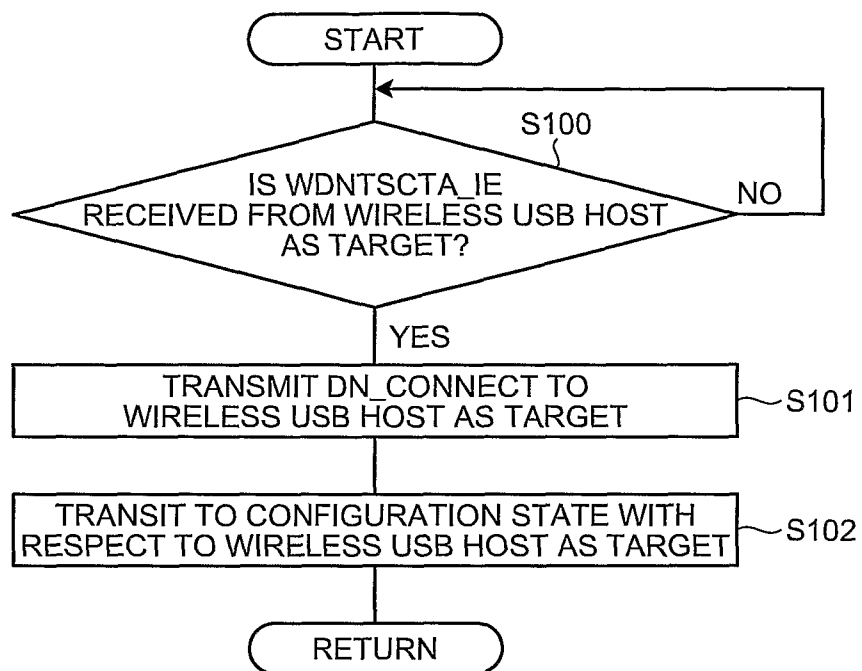 START
S100
IS WDNTSCTA_IE
RECEIVED FROM WIRELESS USB HOST
AS TARGET?
NO
YES
TRANSMIT DN_CONNECT TO
WIRELESS USB HOST AS TARGET
S101
TRANSIT TO CONFIGURATION STATE WITH
RESPECT TO WIRELESS USB HOST AS TARGET
S102
RETURN